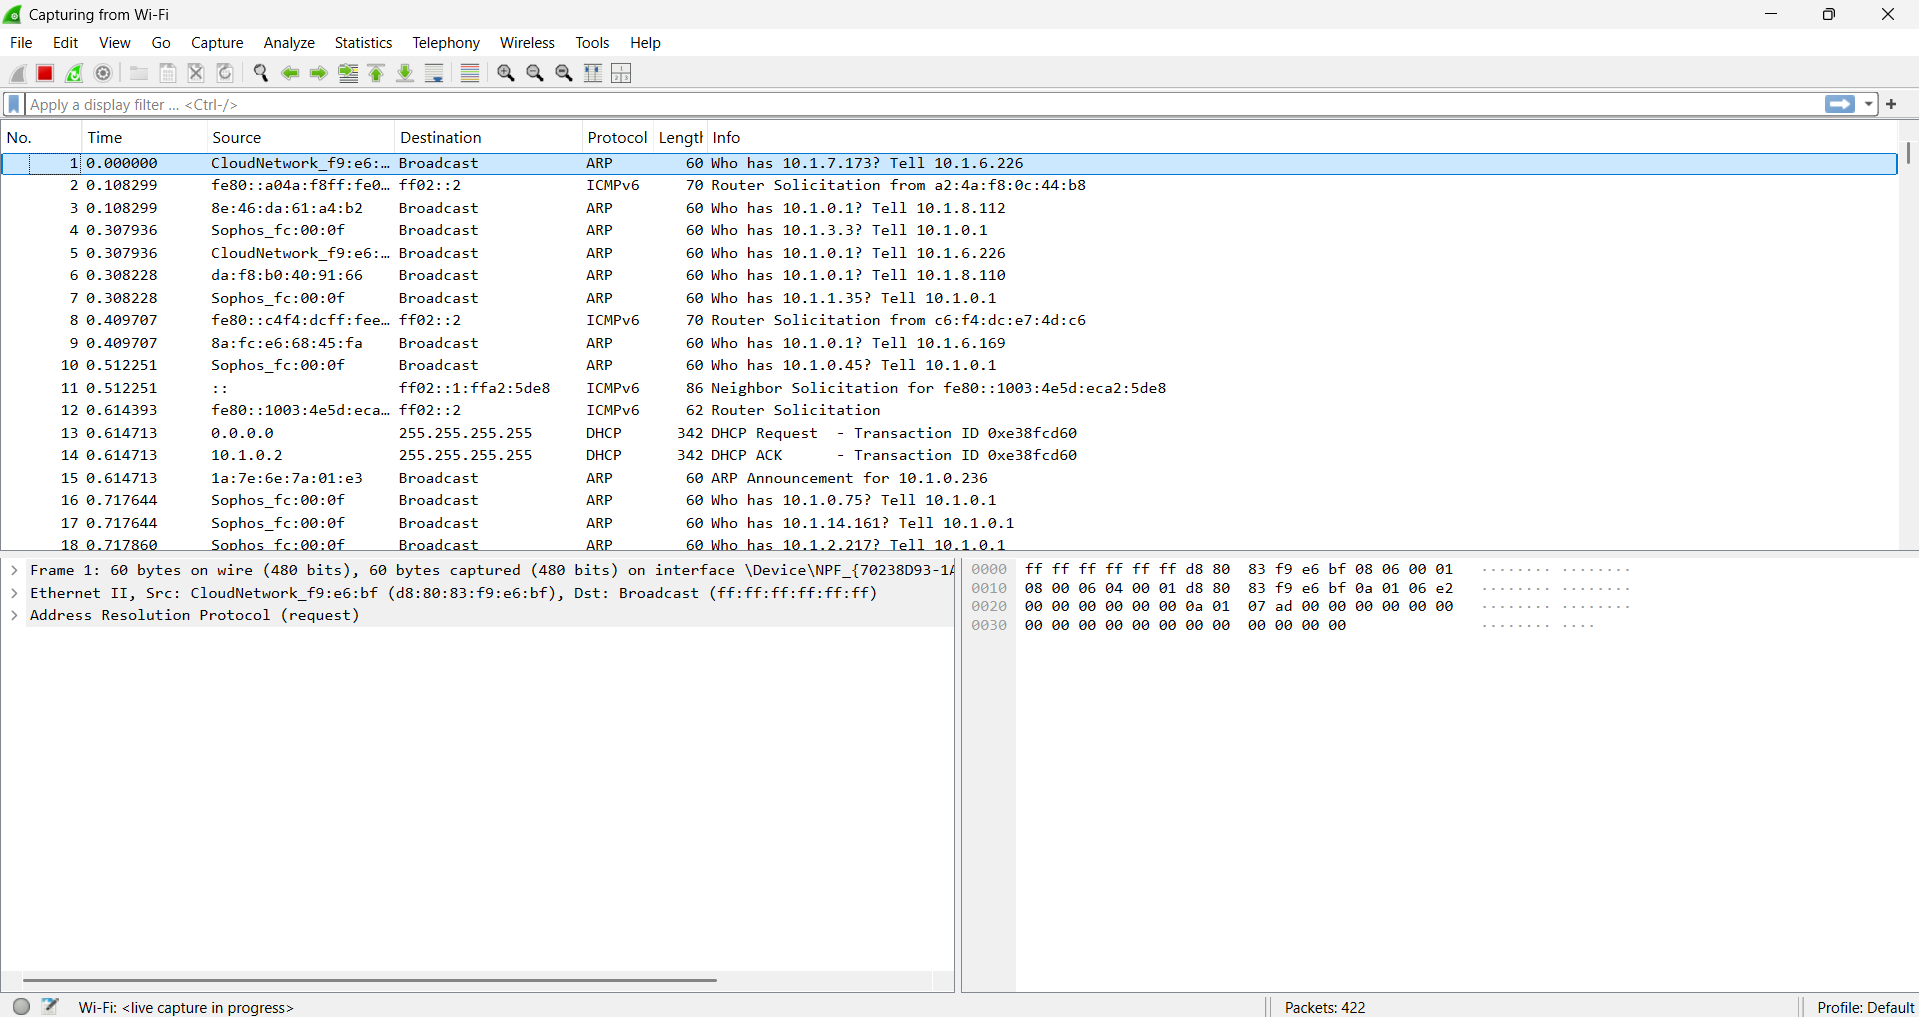 Capturing from Wi-Fi
File Edit View Go Capture Analyze Statistics Telephony Wireless Tools Help
Apply a display filter ... <Ctrl-/>
No. Time Source Destination Protocol Length Info
1 0.000000 CloudNetwork_f9:e6:… Broadcast ARP 60 Who has 10.1.7.173? Tell 10.1.6.226
2 0.108299 fe80::a04a:f8ff:fe0… ff02::2 ICMPv6 70 Router Solicitation from a2:4a:f8:0c:44:b8
3 0.108299 8e:46:da:61:a4:b2 Broadcast ARP 60 Who has 10.1.0.1? Tell 10.1.8.112
4 0.307936 Sophos_fc:00:0f Broadcast ARP 60 Who has 10.1.3.3? Tell 10.1.0.1
5 0.307936 CloudNetwork_f9:e6:… Broadcast ARP 60 Who has 10.1.0.1? Tell 10.1.6.226
6 0.308228 da:f8:b0:40:91:66 Broadcast ARP 60 Who has 10.1.0.1? Tell 10.1.8.110
7 0.308228 Sophos_fc:00:0f Broadcast ARP 60 Who has 10.1.1.35? Tell 10.1.0.1
8 0.409707 fe80::c4f4:dcff:fee… ff02::2 ICMPv6 70 Router Solicitation from c6:f4:dc:e7:4d:c6
9 0.409707 8a:fc:e6:68:45:fa Broadcast ARP 60 Who has 10.1.0.1? Tell 10.1.6.169
10 0.512251 Sophos_fc:00:0f Broadcast ARP 60 Who has 10.1.0.45? Tell 10.1.0.1
11 0.512251 :: ff02::1:ffa2:5de8 ICMPv6 86 Neighbor Solicitation for fe80::1003:4e5d:eca2:5de8
12 0.614393 fe80::1003:4e5d:eca… ff02::2 ICMPv6 62 Router Solicitation
13 0.614713 0.0.0.0 255.255.255.255 DHCP 342 DHCP Request - Transaction ID 0xe38fcd60
14 0.614713 10.1.0.2 255.255.255.255 DHCP 342 DHCP ACK - Transaction ID 0xe38fcd60
15 0.614713 1a:7e:6e:7a:01:e3 Broadcast ARP 60 ARP Announcement for 10.1.0.236
16 0.717644 Sophos_fc:00:0f Broadcast ARP 60 Who has 10.1.0.75? Tell 10.1.0.1
17 0.717644 Sophos_fc:00:0f Broadcast ARP 60 Who has 10.1.14.161? Tell 10.1.0.1
18 0.717860 Sophos fc:00:0f Broadcast ARP 60 Who has 10.1.2.217? Tell 10.1.0.1
Frame 1: 60 bytes on wire (480 bits), 60 bytes captured (480 bits) on interface \Device\NPF_{70238D93-1A
Ethernet II, Src: CloudNetwork_f9:e6:bf (d8:80:83:f9:e6:bf), Dst: Broadcast (ff:ff:ff:ff:ff:ff)
Address Resolution Protocol (request)
0000 ff ff ff ff ff ff d8 80 83 f9 e6 bf 08 06 00 01 ········ ········
0010 08 00 06 04 00 01 d8 80 83 f9 e6 bf 0a 01 06 e2 ········ ········
0020 00 00 00 00 00 00 0a 01 07 ad 00 00 00 00 00 00 ········ ········
0030 00 00 00 00 00 00 00 00 00 00 00 00 ········ ····
Wi-Fi: <live capture in progress> Packets: 422 Profile: Default